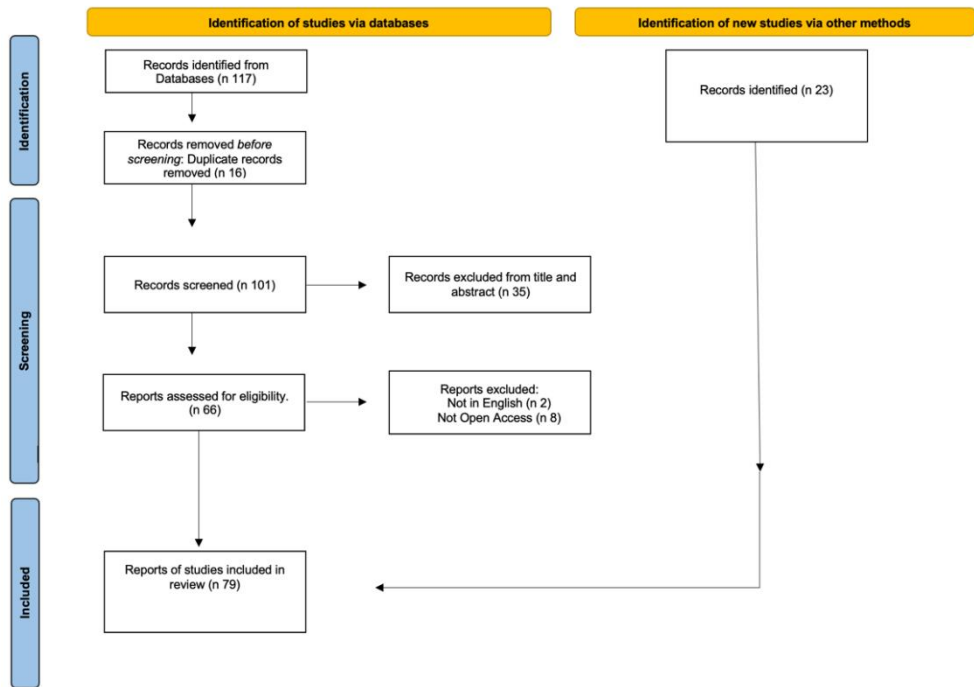 Identification of studies via databases
Identification of new studies via other methods
Identification
Records identified from
Databases (n 117)
Records identified (n 23)
Records removed before
screening: Duplicate records
removed (n 16)
Screening
Records screened (n 101)
Records excluded from title and
abstract (n 35)
Reports assessed for eligibility.
(n 66)
Reports excluded:
Not in English (n 2)
Not Open Access (n 8)
Included
Reports of studies included in
review (n 79)